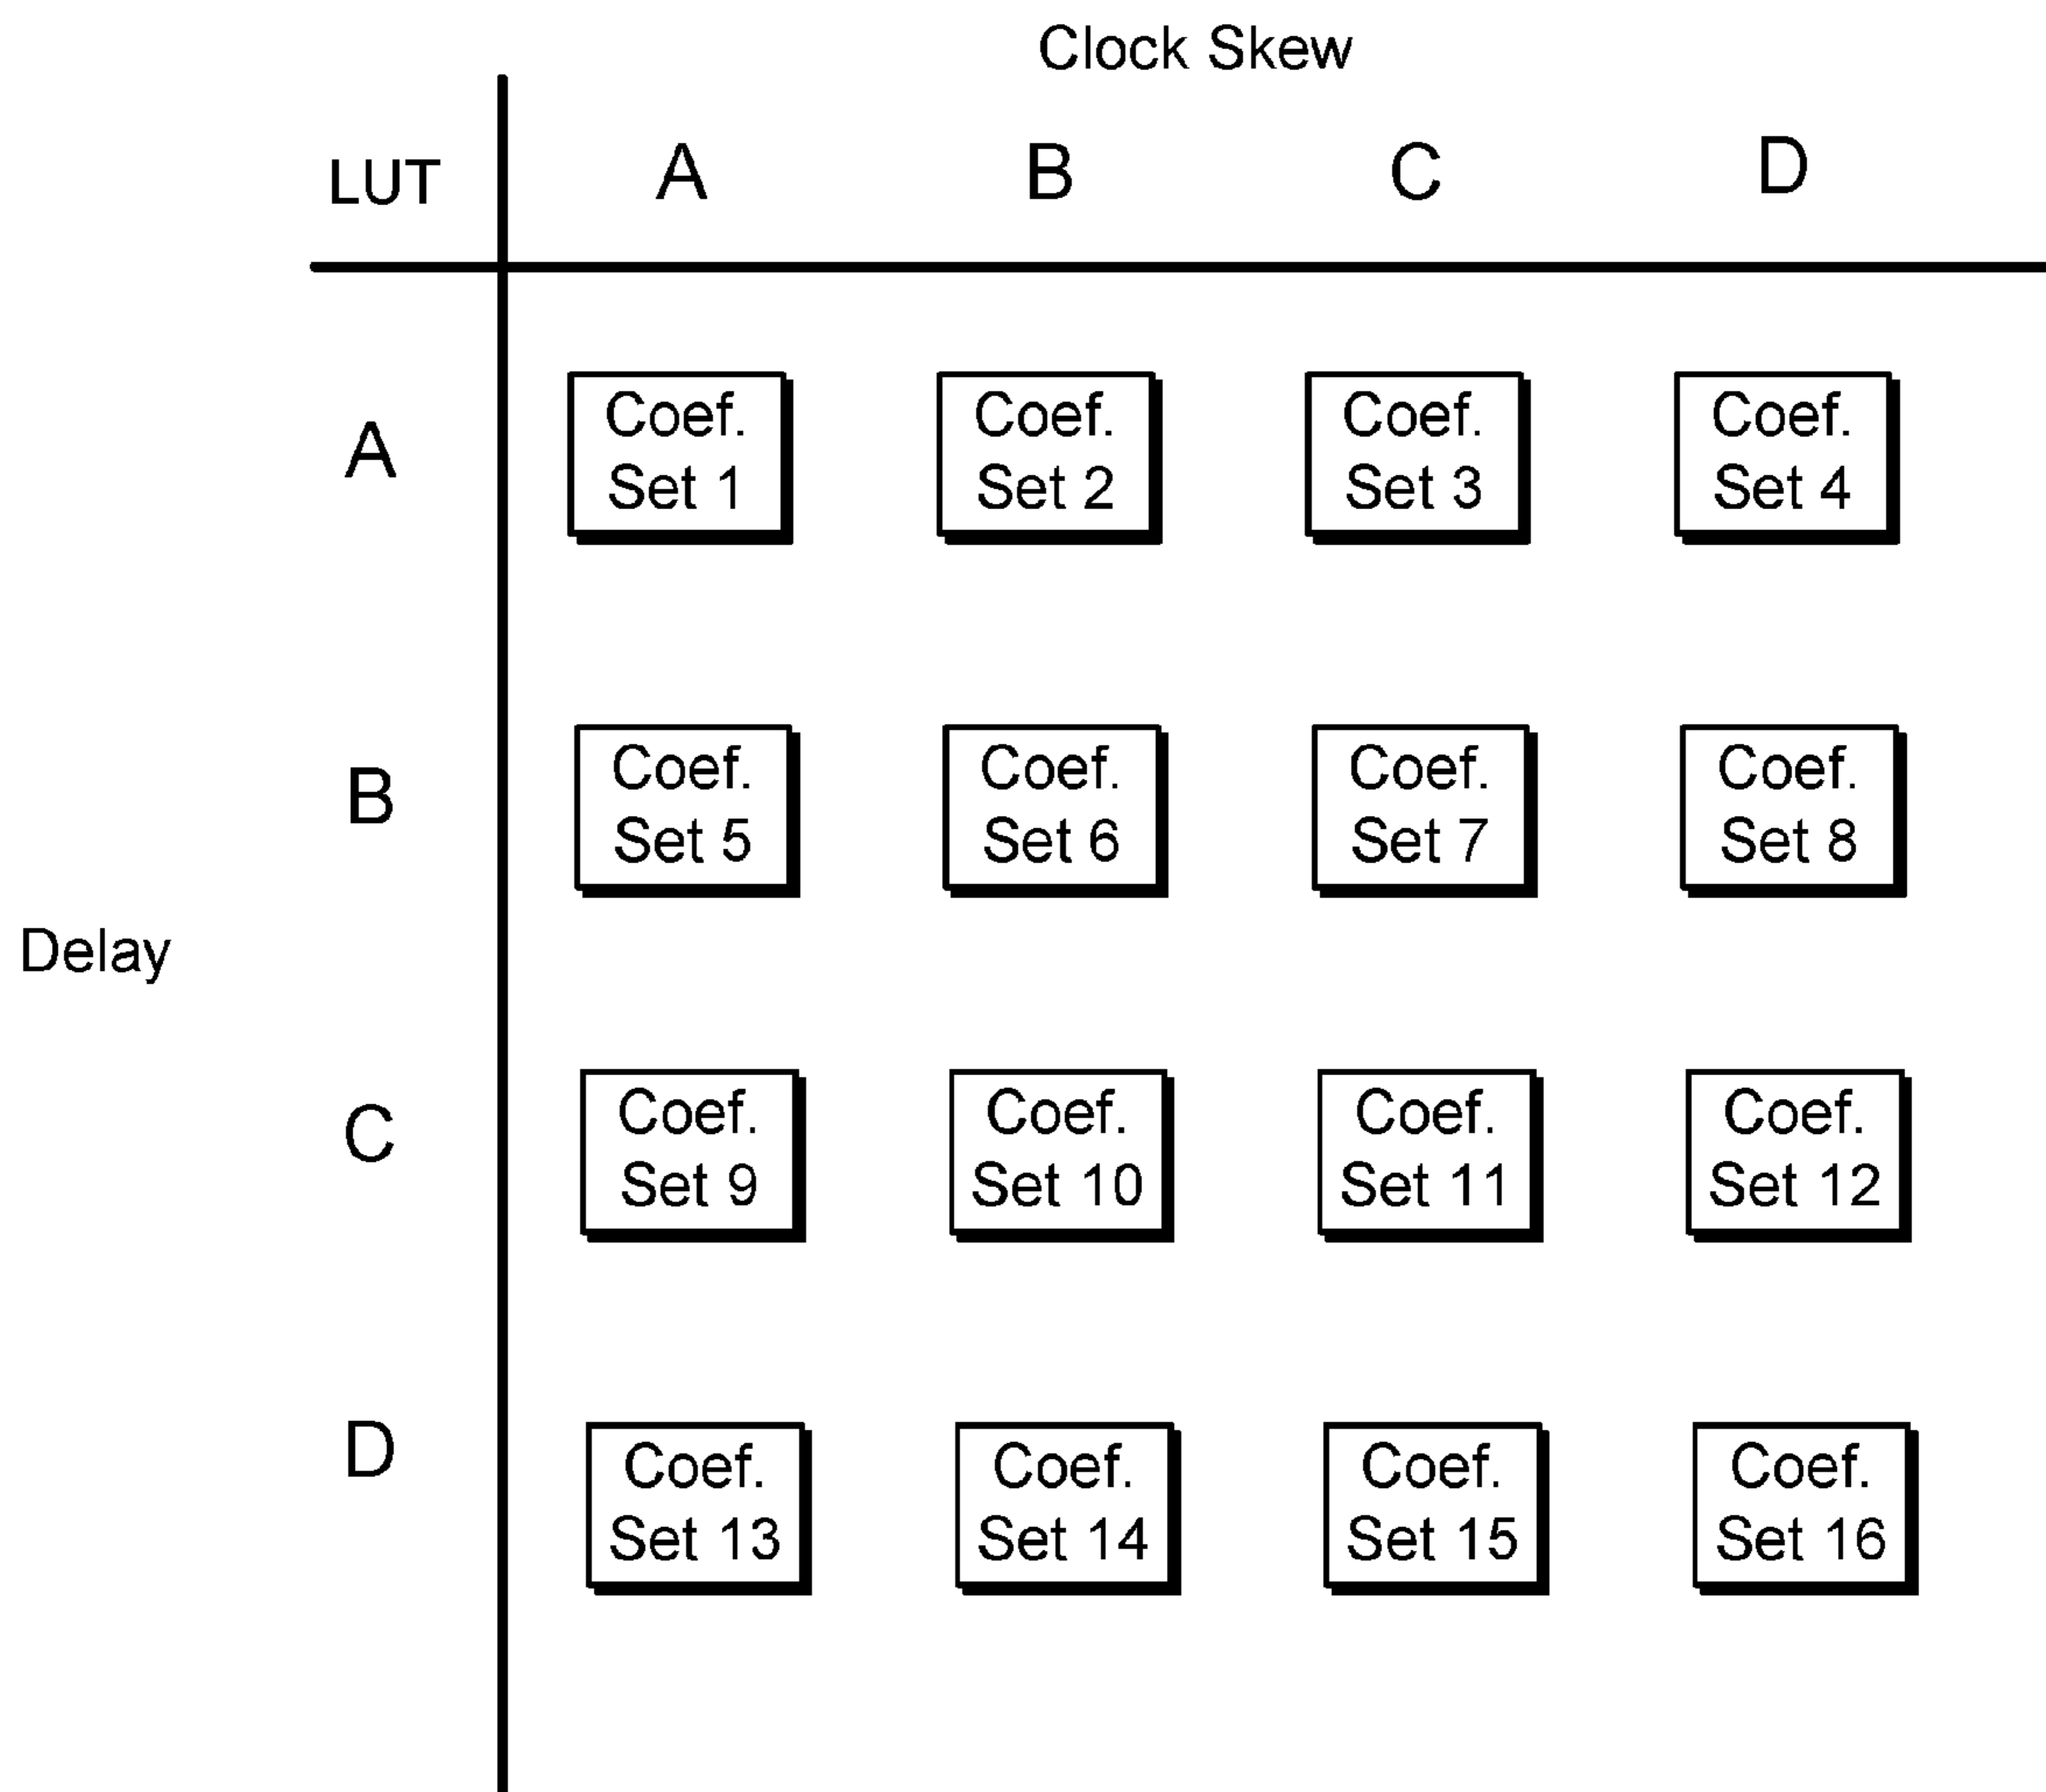 Clock Skew
LUT A B C D
A
Coef.
Set 1
Coef.
Set 2
Coef.
Set 3
Coef.
Set 4
B
Coef.
Set 5
Coef.
Set 6
Coef.
Set 7
Coef.
Set 8
Delay
C
Coef.
Set 9
Coef.
Set 10
Coef.
Set 11
Coef.
Set 12
D
Coef.
Set 13
Coef.
Set 14
Coef.
Set 15
Coef.
Set 16